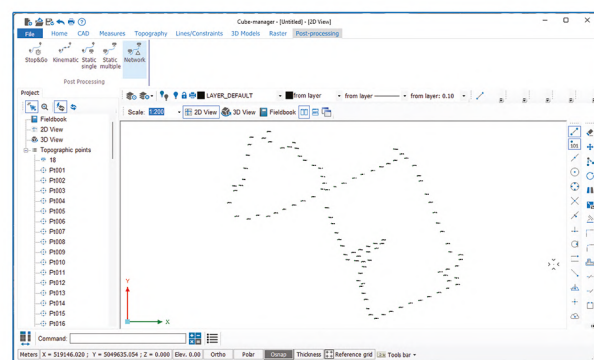 Cube-manager - [Untitled] - [2D View]
File Home CAD Measures Topography Lines/Constraints 3D Models Raster Post-processing
Stop&Go Kinematic Static single Static multiple Network
Post Processing
Project
LAYER_DEFAULT from layer from layer from layer: 0.10
Scale: 1:200 2D View 3D View Fieldbook
Fieldbook
2D View
3D View
Topographic points
18
Pt001
Pt002
Pt003
Pt004
Pt005
Pt006
Pt007
Pt008
Pt009
Pt010
Pt011
Pt012
Pt013
Pt014
Pt015
Pt016
Y
X
Command:
Meters X = 519146.020 ; Y = 5049635.054 ; Z = 0.000 Elev. 0.00 Ortho Polar Osnap Thickness Reference grid Tools bar